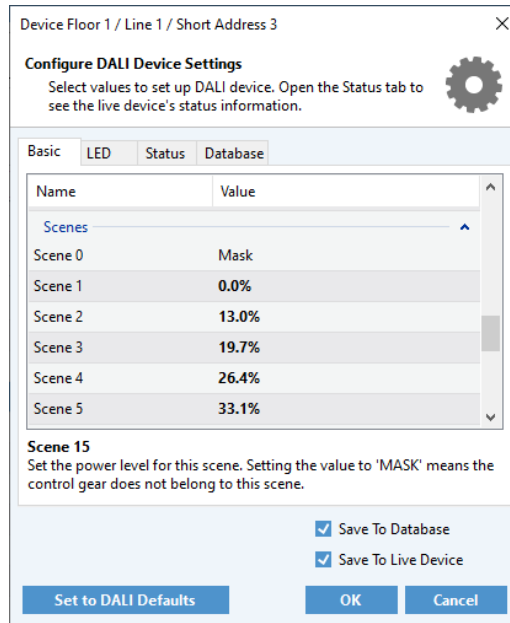 Device Floor 1 / Line 1 / Short Address 3
Configure DALI Device Settings
Select values to set up DALI device. Open the Status tab to
see the live device's status information.
Basic LED Status Database
Name Value
Scenes
Scene 0 Mask
Scene 1 0.0%
Scene 2 13.0%
Scene 3 19.7%
Scene 4 26.4%
Scene 5 33.1%
Scene 15
Set the power level for this scene. Setting the value to 'MASK' means the
control gear does not belong to this scene.
Save To Database
Save To Live Device
Set to DALI Defaults OK Cancel